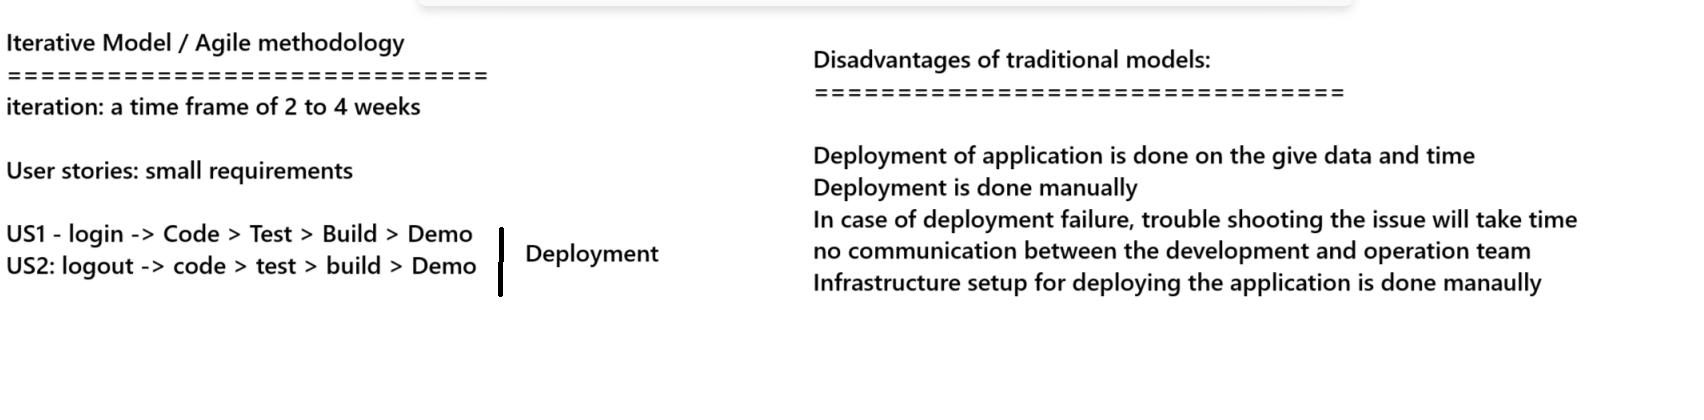 Iterative Model / Agile methodology
=============================
iteration: a time frame of 2 to 4 weeks
User stories: small requirements
US1 - login -> Code > Test > Build > Demo
US2: logout -> code > test > build > Demo
Deployment
Disadvantages of traditional models:
================================
Deployment of application is done on the give data and time
Deployment is done manually
In case of deployment failure, trouble shooting the issue will take time
no communication between the development and operation team
Infrastructure setup for deploying the application is done manaully